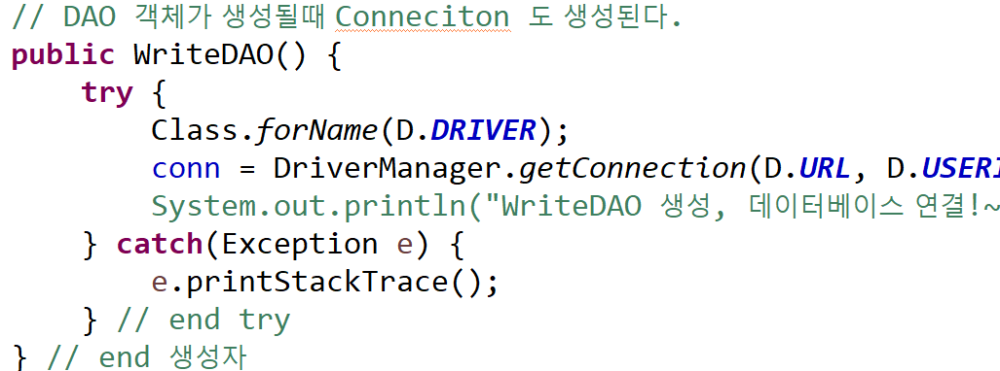 // DAO 객체가 생성될때 Conneciton 도 생성된다.
public WriteDAO() {
try {
Class.forName(D.DRIVER);
conn = DriverManager.getConnection(D.URL, D.USERI
System.out.println("WriteDAO 생성, 데이터베이스 연결!~
} catch(Exception e) {
e.printStackTrace();
} // end try
} // end 생성자